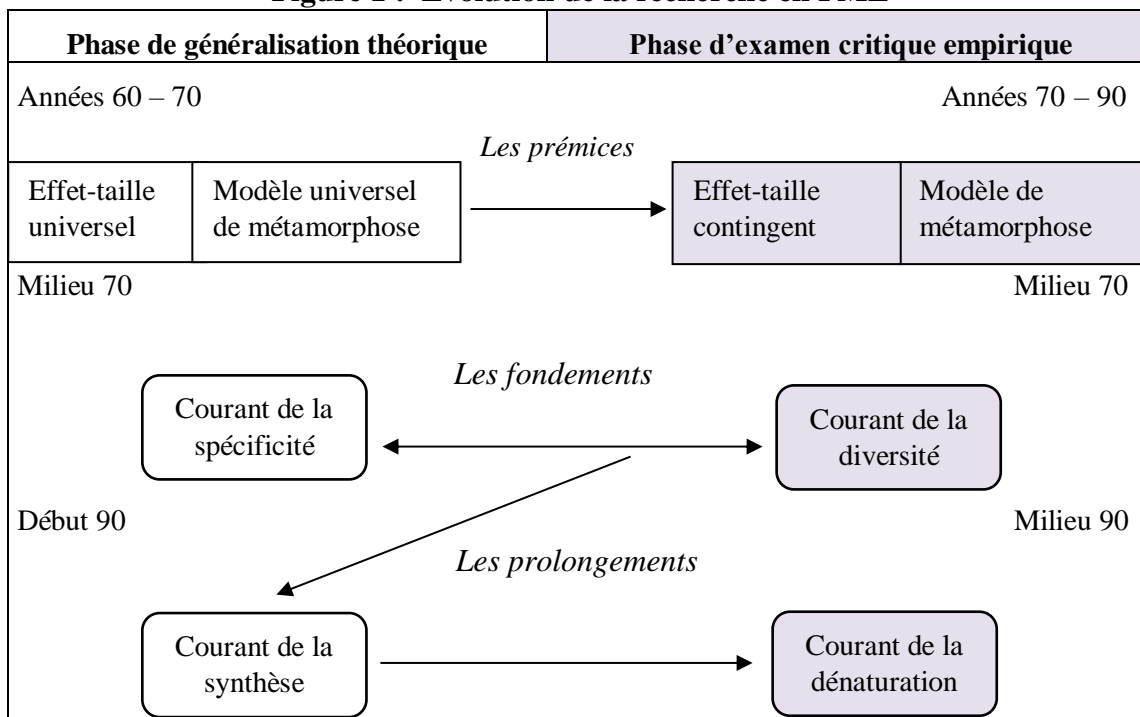 Figure 1 : Evolution de la recherche en PME
Phase de généralisation théorique
Phase d’examen critique empirique
Années 60 – 70
Années 70 – 90
Les prémices
Effet-taille
universel
Modèle universel
de métamorphose
Effet-taille
contingent
Modèle de
métamorphose
Milieu 70
Milieu 70
Les fondements
Courant de la
spécificité
Courant de la
diversité
Début 90
Milieu 90
Les prolongements
Courant de la
synthèse
Courant de la
dénaturation